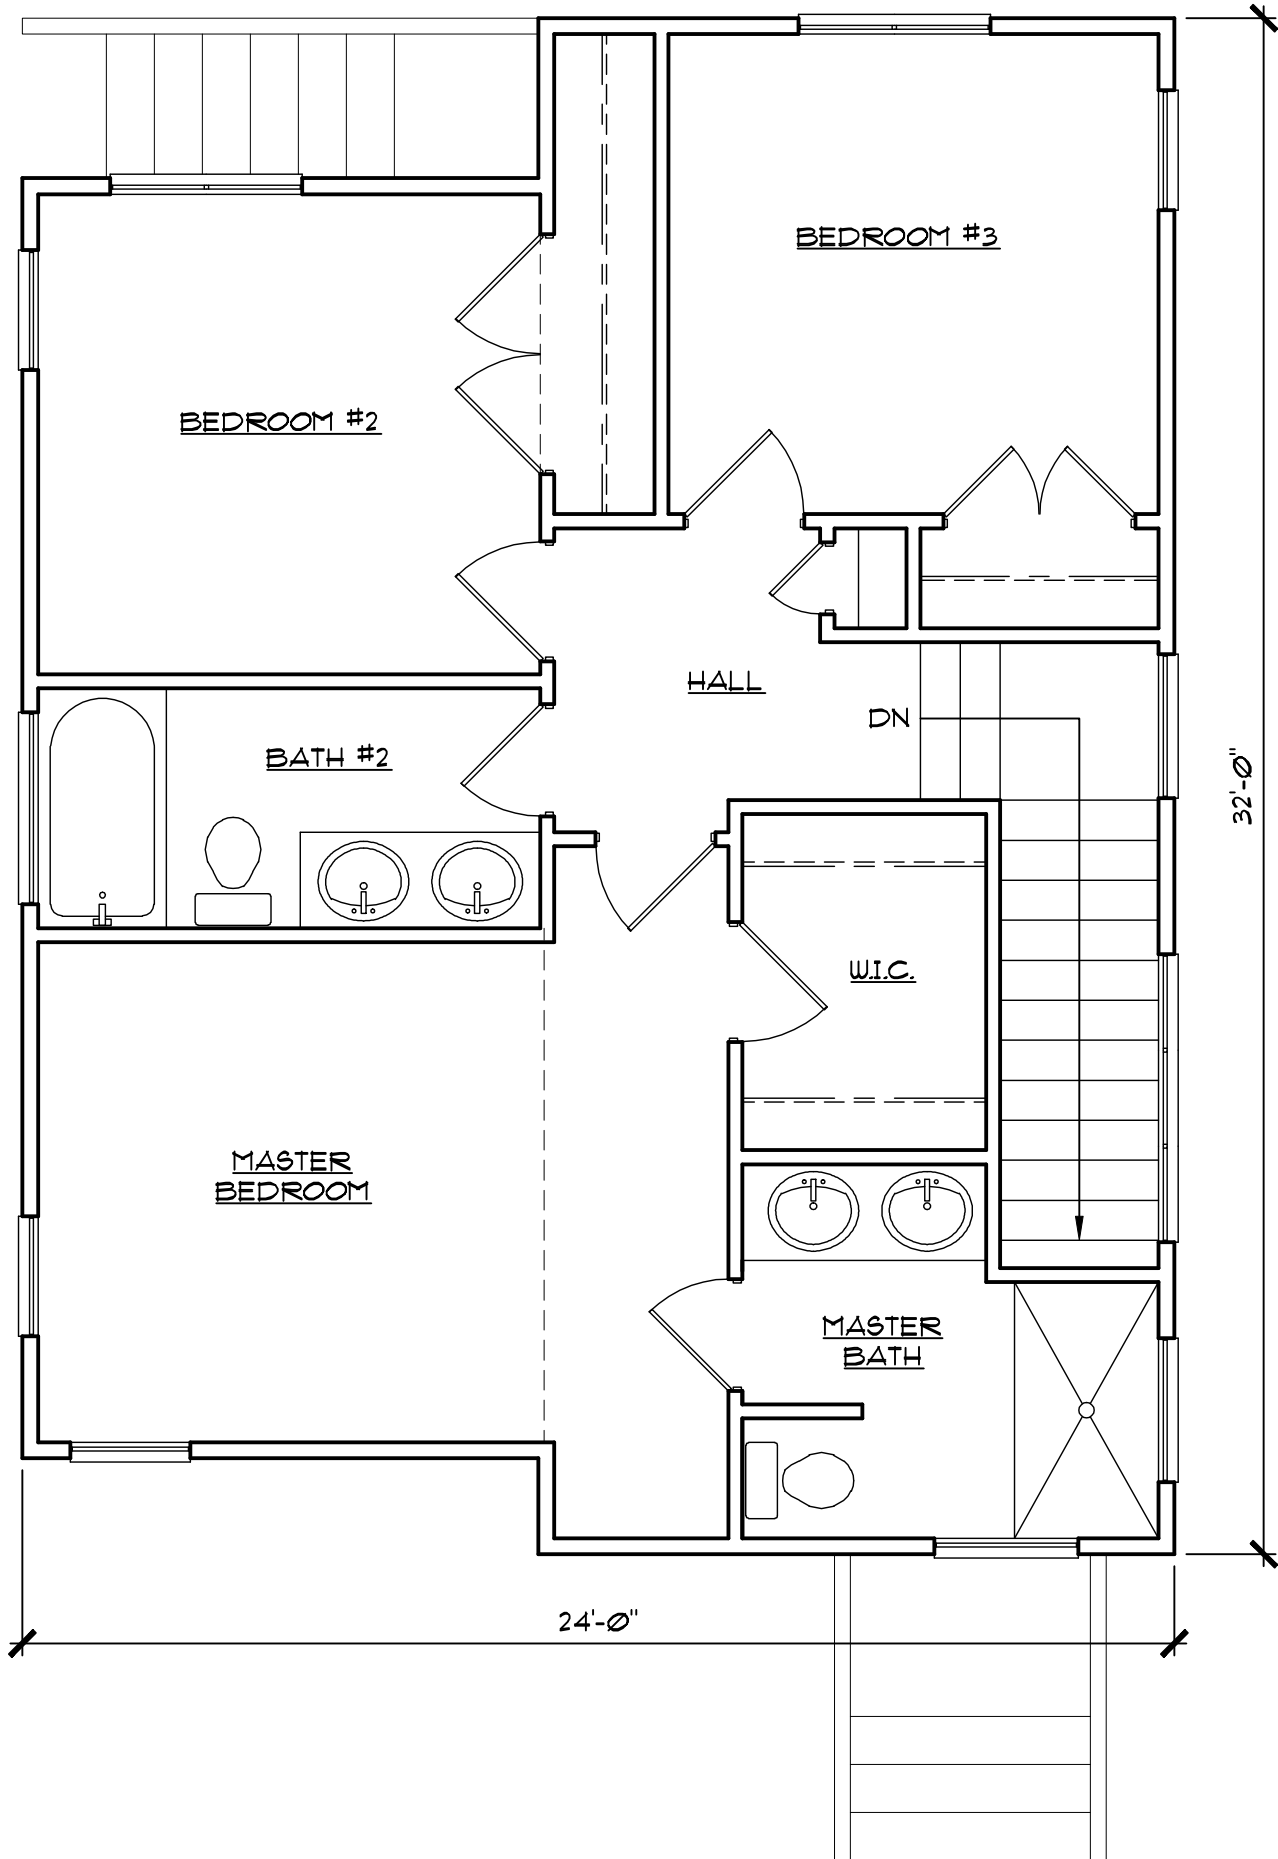 BEDROOM #3
BEDROOM #2
HALL
DN
BATH #2
32'-0"
W.I.C.
MASTER
BEDROOM
MASTER
BATH
24'-0"